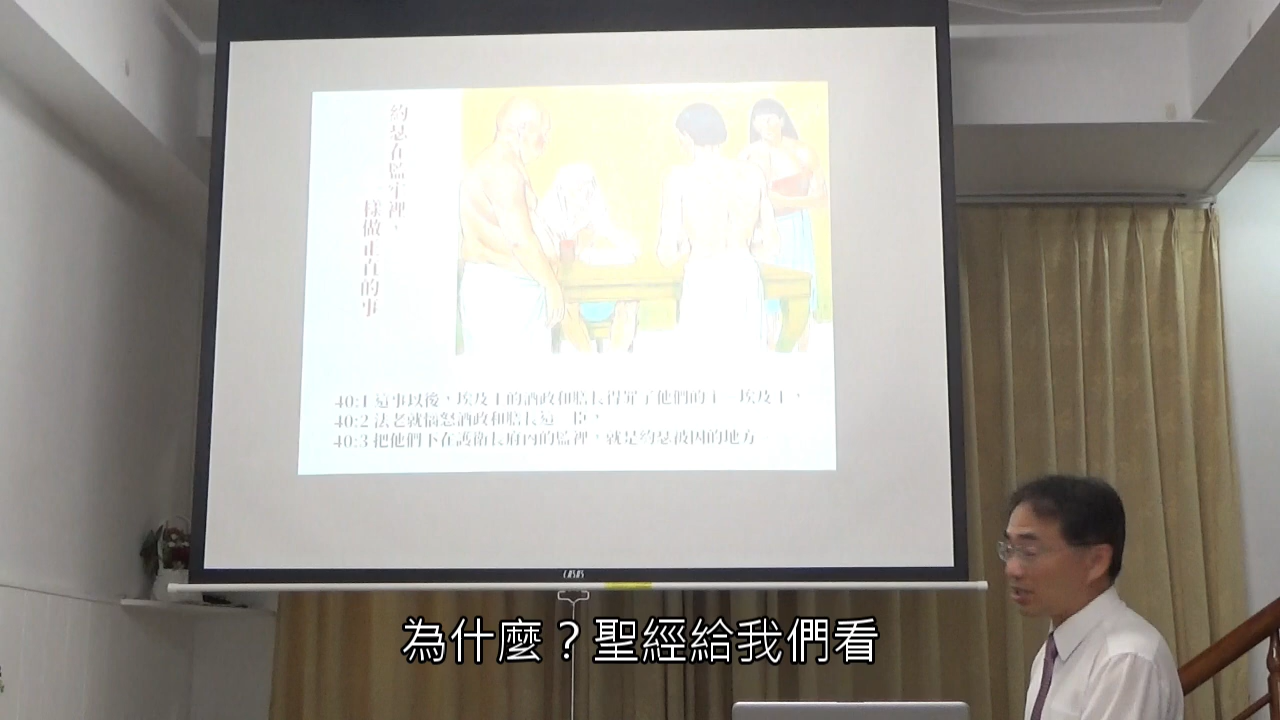 約瑟在監牢裡，
一樣做正直的事
40:1 這事以後，埃及王的酒政和膳長得罪了他們的主—埃及王，
40:2 法老就惱怒酒政和膳長這二臣，
40:3 把他們下在護衛長府內的監裡，就是約瑟被囚的地方。
為什麼？聖經給我們看